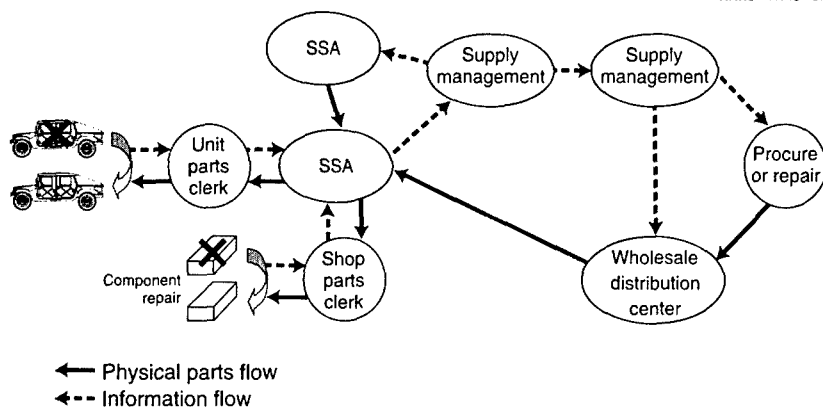 SSA
Supply
management
Supply
management
Unit
parts
clerk
SSA
Procure
or repair
Component
repair
Shop
parts
clerk
Wholesale
distribution
center
Physical parts flow
Information flow